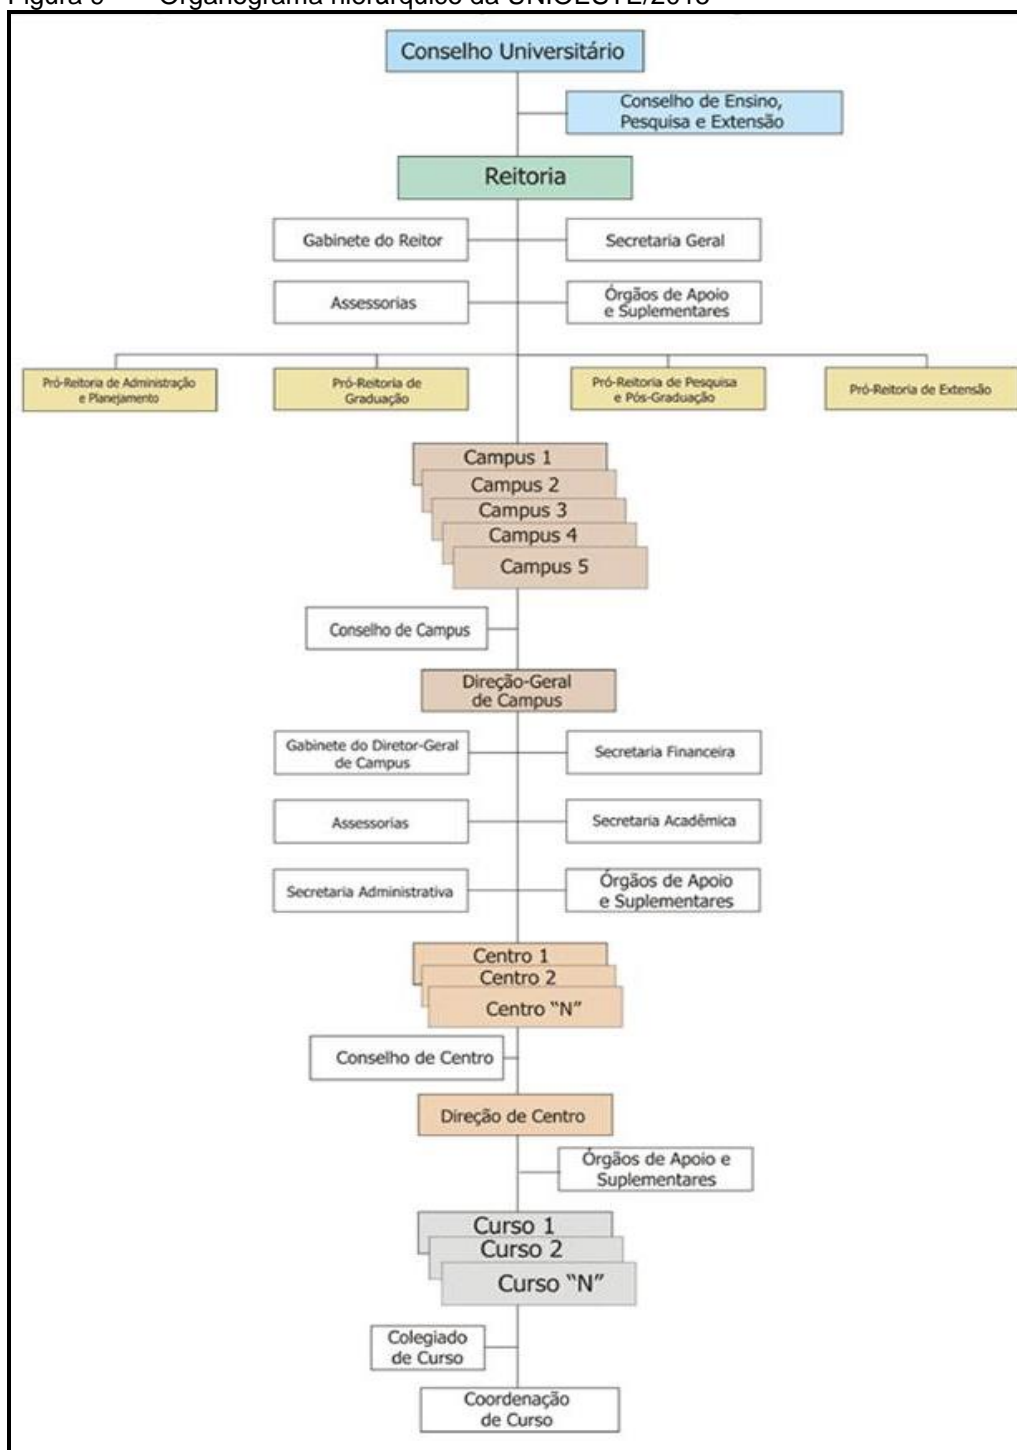 Organograma hierárquico da UNIOESTE/2013
Conselho Universitário
Conselho de Ensino,
Pesquisa e Extensão
Reitoria
Gabinete do Reitor
Secretaria Geral
Assessorias
Órgãos de Apoio
e Suplementares
Pró-Reitoria de Administração
e Planejamento
Pró-Reitoria de
Graduação
Pró-Reitoria de Pesquisa
e Pós-Graduação
Pró-Reitoria de Extensão
Campus 1
Campus 2
Campus 3
Campus 4
Campus 5
Conselho de Campus
Direção-Geral
de Campus
Gabinete do Diretor-Geral
de Campus
Secretaria Financeira
Assessorias
Secretaria Acadêmica
Secretaria Administrativa
Órgãos de Apoio
e Suplementares
Centro 1
Centro 2
Centro “N”
Conselho de Centro
Direção de Centro
Órgãos de Apoio e
Suplementares
Curso 1
Curso 2
Curso “N”
Colegiado
de Curso
Coordenação
de Curso